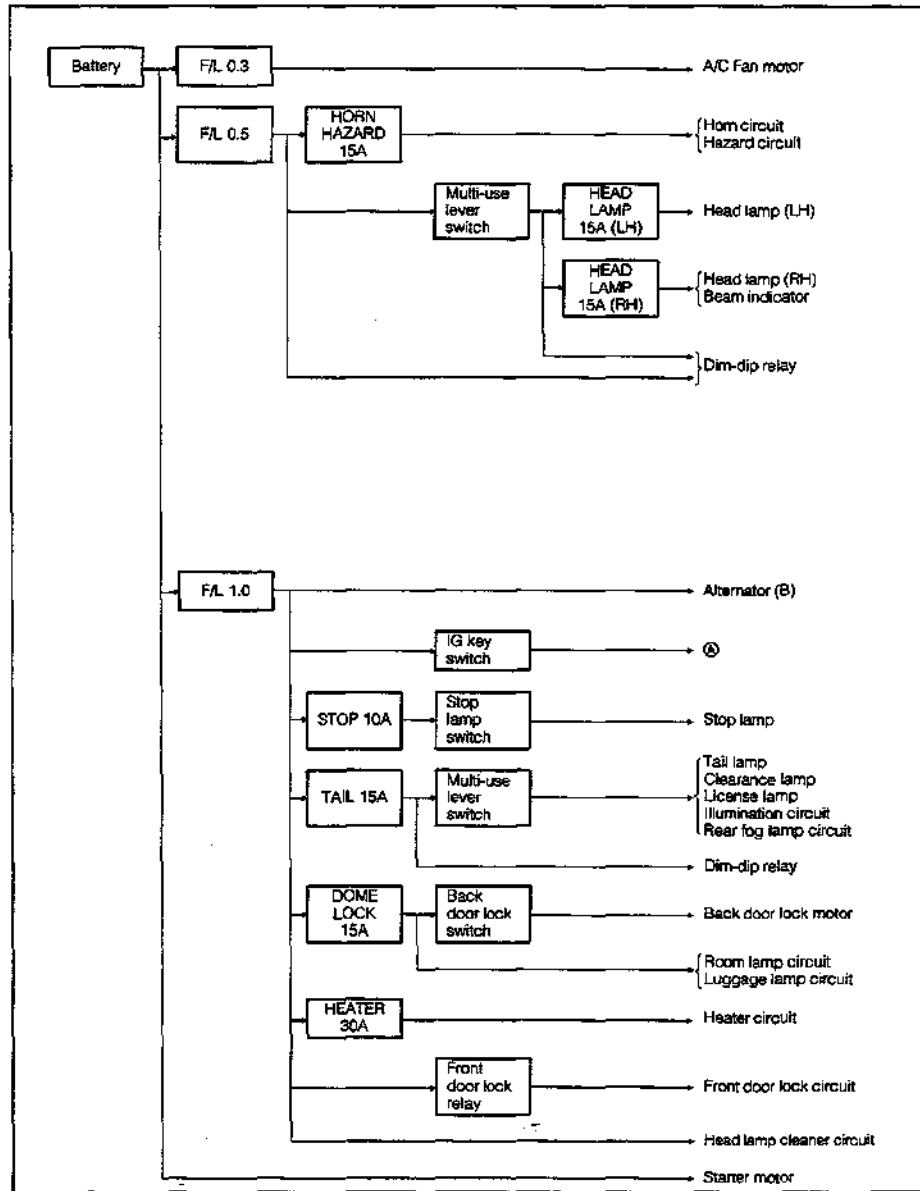 Battery
F/L 0.3
A/C Fan motor
F/L 0.5
HORN
HAZARD
15A
Horn circuit
Hazard circuit
Multi-use
lever
switch
HEAD
LAMP
15A (LH)
Head lamp (LH)
HEAD
LAMP
15A (RH)
Head lamp (RH)
Beam indicator
Dim-dip relay
F/L 1.0
Alternator (B)
IG key
switch
Ⓐ
STOP 10A
Stop
lamp
switch
Stop lamp
TAIL 15A
Multi-use
lever
switch
Tail lamp
Clearance lamp
License lamp
Illumination circuit
Rear fog lamp circuit
Dim-dip relay
DOME
LOCK
15A
Back
door lock
switch
Back door lock motor
Room lamp circuit
Luggage lamp circuit
HEATER
30A
Heater circuit
Front
door lock
relay
Front door lock circuit
Head lamp cleaner circuit
Starter motor